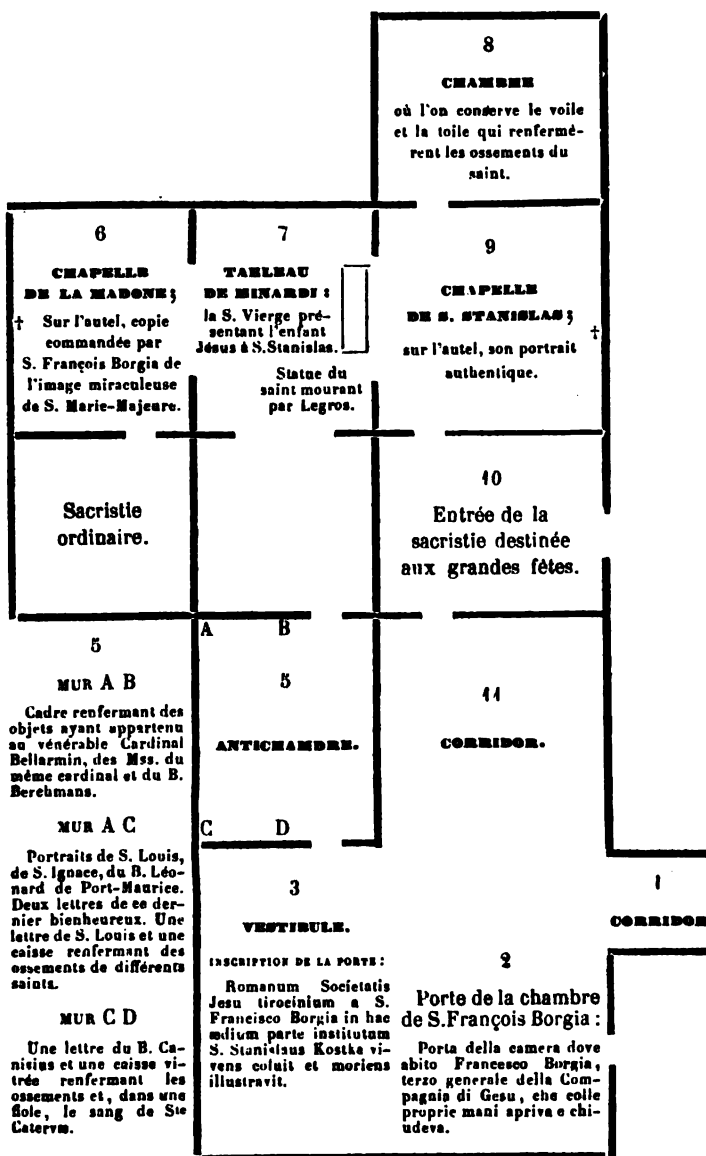 8
CHAMBRE
où l'on conserve le voile
et la toile qui renfermè-
rent les ossements du
saint.
6
CHAPELLE
DE LA MADONE;
† Sur l'autel, copie
commandée par
S. François Borgia de
l'image miraculeuse
de S. Marie-Majeure.
7
TABLEAU
DE MINARDI :
la S. Vierge pré-
sentant l'enfant
Jésus à S. Stanislas.
Statue du
saint mourant
par Legros.
9
CHAPELLE
DE S. STANISLAS; †
sur l'autel, son portrait
authentique.
Sacristie
ordinaire.
10
Entrée de la
sacristie destinée
aux grandes fêtes.
A B
5
MUR A B
Cadre renfermant des
objets ayant appartenu
au vénérable Cardinal
Bellarmin, des Mss. du
même cardinal et du B.
Berchmans.
MUR A C
Portraits de S. Louis,
de S. Ignace, du B. Léo-
nard de Port-Maurice.
Deux lettres de ce der-
nier bienheureux. Une
lettre de S. Louis et une
caisse renfermant des
ossements de différents
saints.
MUR C D
Une lettre du B. Ca-
nisius et une caisse vi-
trée renfermant les
ossements et, dans une
fiole, le sang de Ste
Catervæ.
5
ANTICHAMBRE.
C D
11
CORRIDOR.
3
VESTIBULE.
INSCRIPTION DE LA PORTE :
Romanum Societatis
Jesu tirocinium a S.
Francisco Borgia in hac
ædium parte institutum
S. Stanislaus Kostka vi-
vens coluit et moriens
illustravit.
1
CORRIDOR
2
Porte de la chambre
de S. François Borgia :
Porta della camera dove
abito Francesco Borgia,
terzo generale della Com-
pagnia di Gesu, che colle
proprie mani apriva e chi-
udeva.